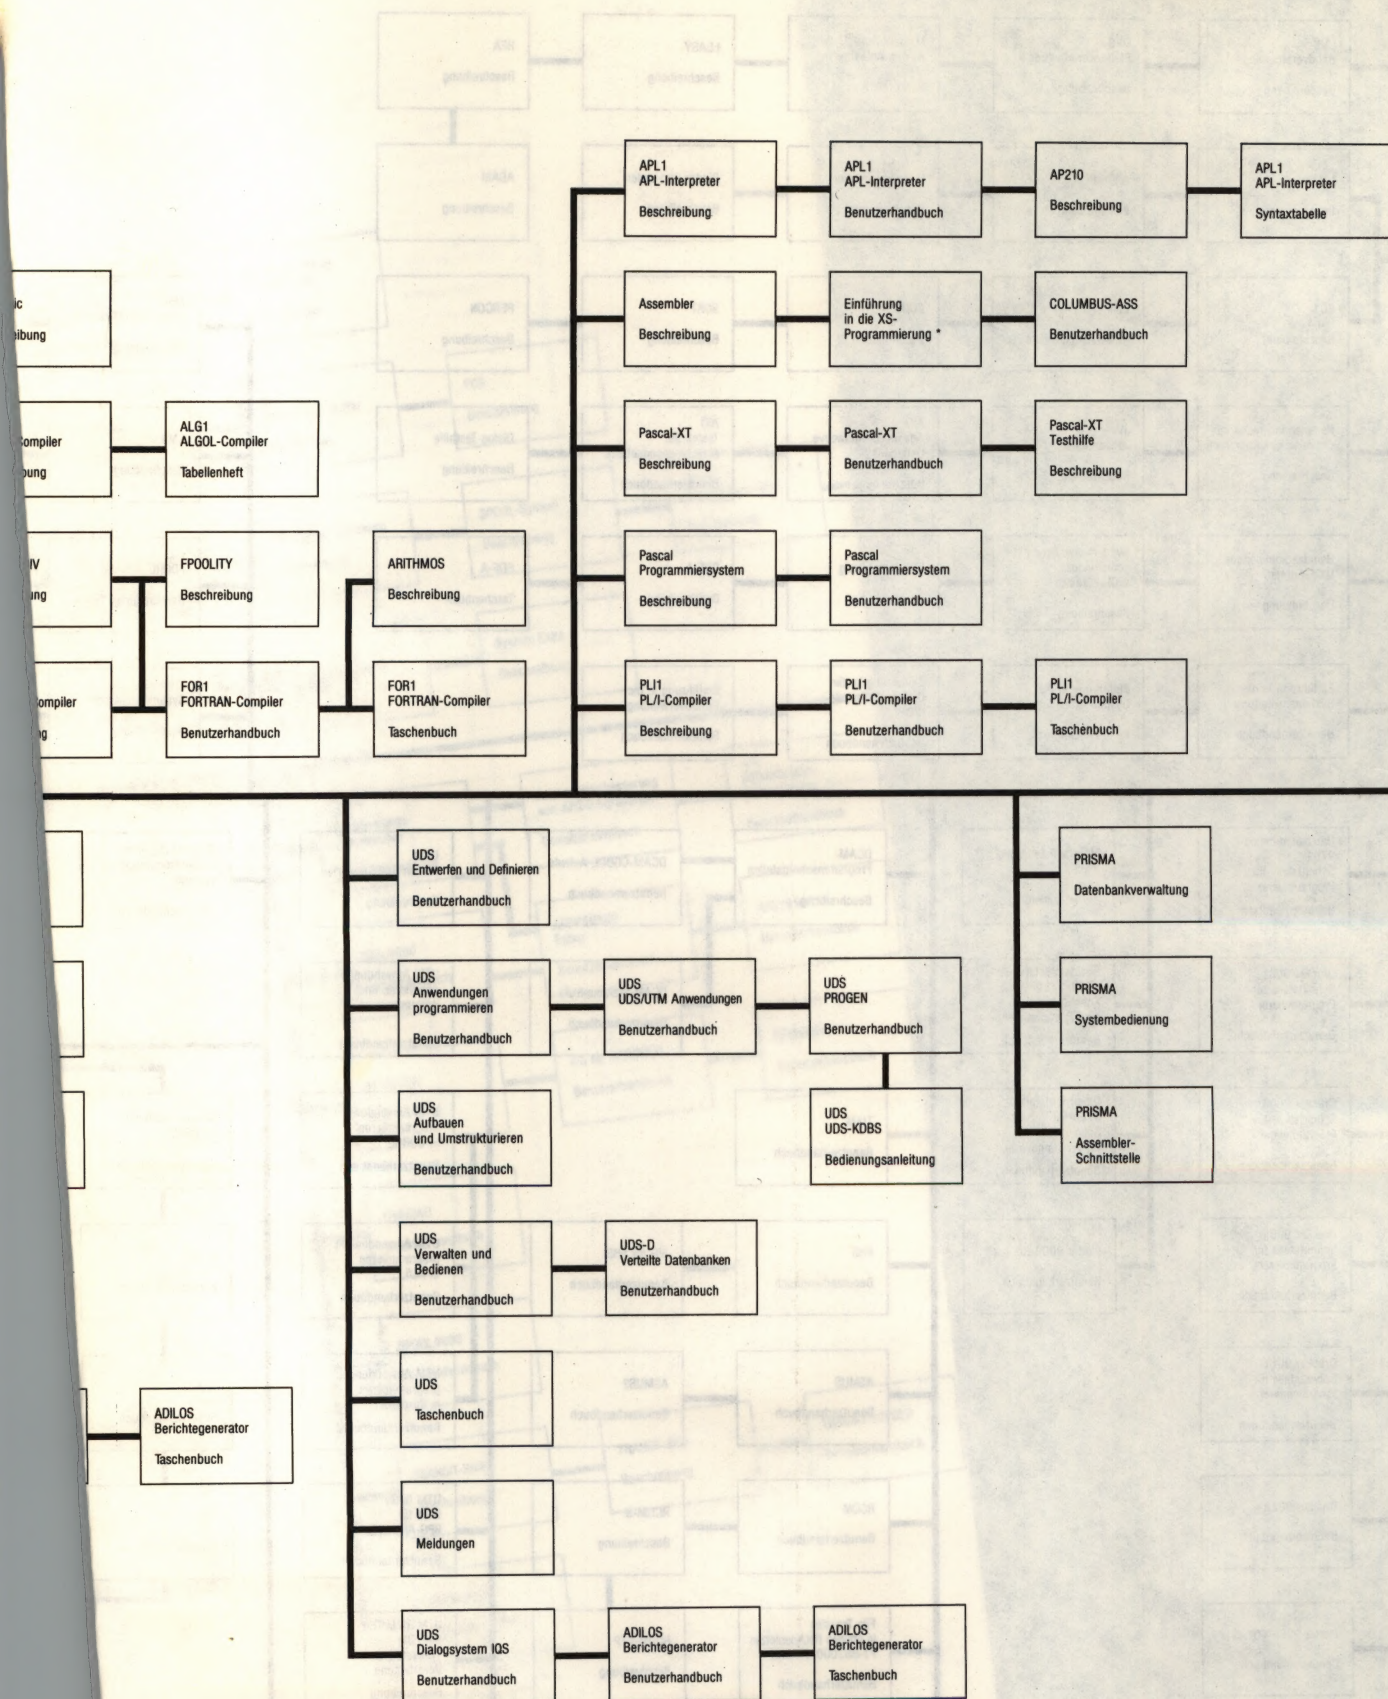 APL1
APL-Interpreter
Beschreibung
APL1
APL-Interpreter
Benutzerhandbuch
AP210
Beschreibung
APL1
APL-Interpreter
Syntaxtabelle
ic
eibung
Assembler
Beschreibung
Einführung
in die XS-
Programmierung *
COLUMBUS-ASS
Benutzerhandbuch
Compiler
bung
ALG1
ALGOL-Compiler
Tabellenheft
Pascal-XT
Beschreibung
Pascal-XT
Benutzerhandbuch
Pascal-XT
Testhilfe
Beschreibung
IV
ung
FPOOLITY
Beschreibung
ARITHMOS
Beschreibung
Pascal
Programmiersystem
Beschreibung
Pascal
Programmiersystem
Benutzerhandbuch
ompiler
ng
FOR1
FORTRAN-Compiler
Benutzerhandbuch
FOR1
FORTRAN-Compiler
Taschenbuch
PLI1
PL/I-Compiler
Beschreibung
PLI1
PL/I-Compiler
Benutzerhandbuch
PLI1
PL/I-Compiler
Taschenbuch
UDS
Entwerfen und Definieren
Benutzerhandbuch
PRISMA
Datenbankverwaltung
UDS
Anwendungen
programmieren
Benutzerhandbuch
UDS
UDS/UTM Anwendungen
Benutzerhandbuch
UDS
PROGEN
Benutzerhandbuch
PRISMA
Systembedienung
UDS
Aufbauen
und Umstrukturieren
Benutzerhandbuch
UDS
UDS-KDBS
Bedienungsanleitung
PRISMA
Assembler-
Schnittstelle
UDS
Verwalten und
Bedienen
Benutzerhandbuch
UDS-D
Verteilte Datenbanken
Benutzerhandbuch
UDS
Taschenbuch
ADILOS
Berichtegenerator
Taschenbuch
UDS
Meldungen
UDS
Dialogsystem IQS
Benutzerhandbuch
ADILOS
Berichtegenerator
Benutzerhandbuch
ADILOS
Berichtegenerator
Taschenbuch